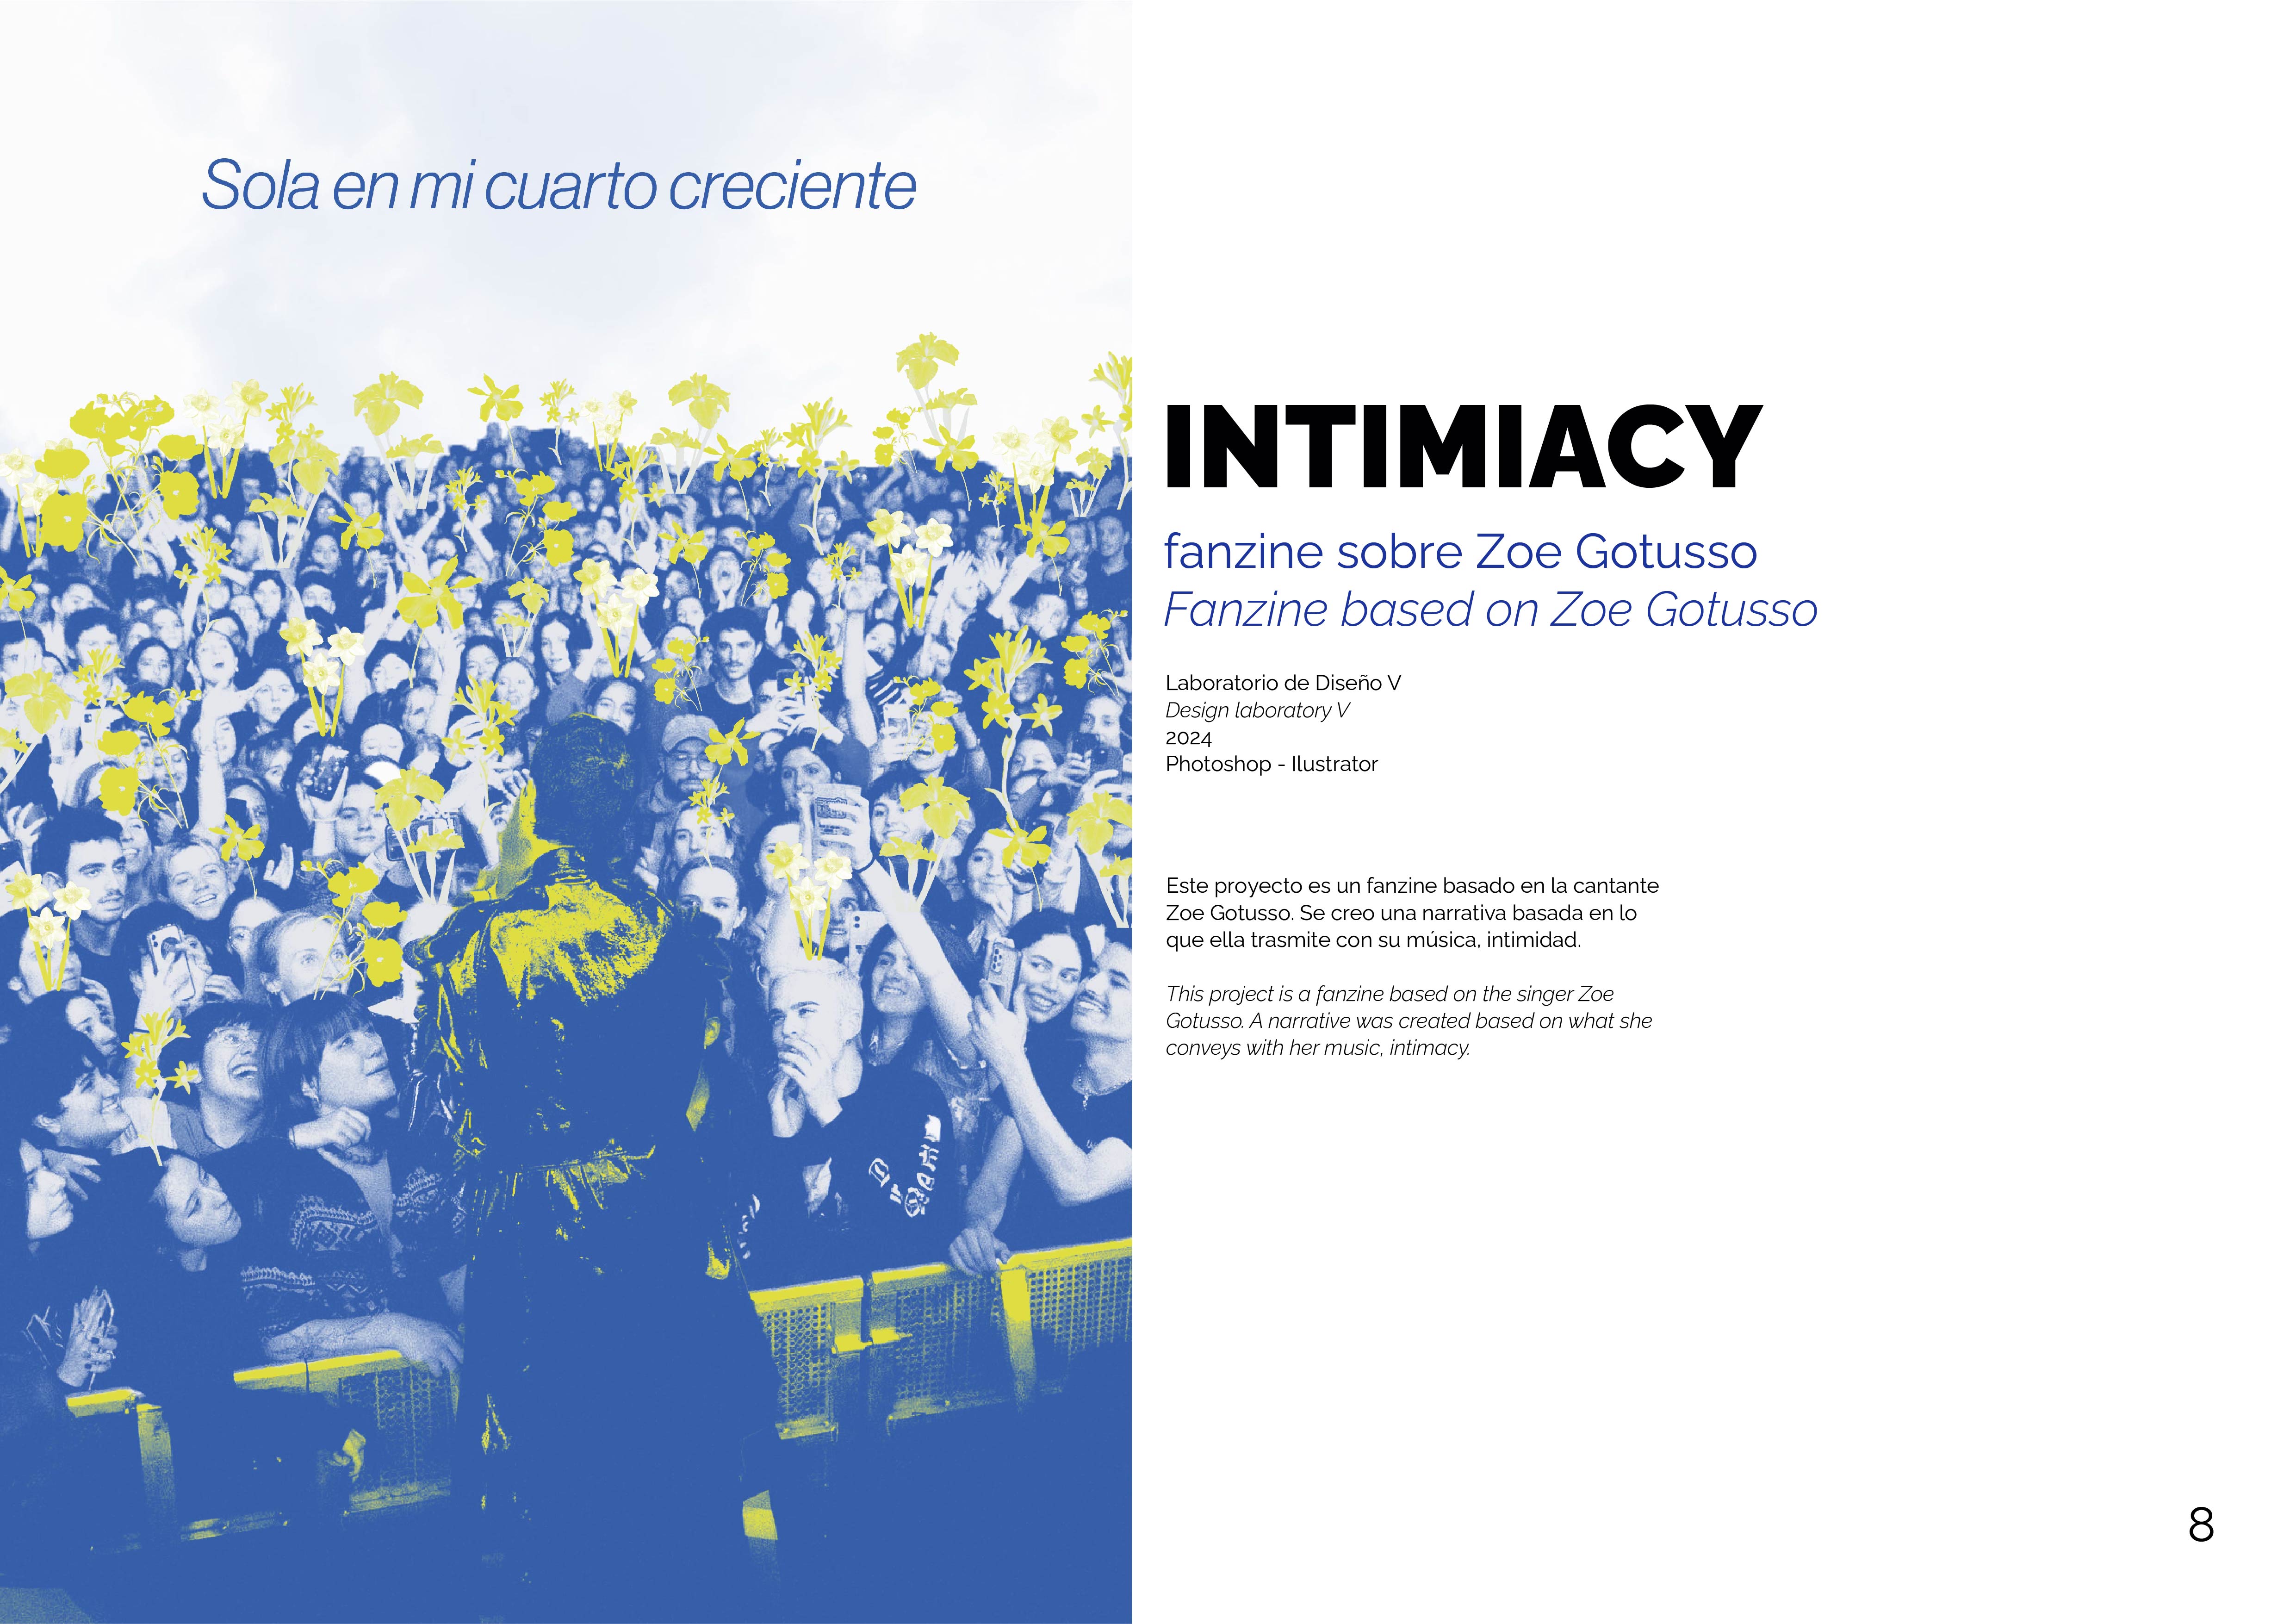 Sola en mi cuarto creciente
INTIMIACY
fanzine sobre Zoe Gotusso
Fanzine based on Zoe Gotusso
Laboratorio de Diseño V
Design laboratory V
2024
Photoshop - Ilustrator
Este proyecto es un fanzine basado en la cantante
Zoe Gotusso. Se creo una narrativa basada en lo
que ella trasmite con su música, intimidad.
This project is a fanzine based on the singer Zoe
Gotusso. A narrative was created based on what she
conveys with her music, intimacy.
8